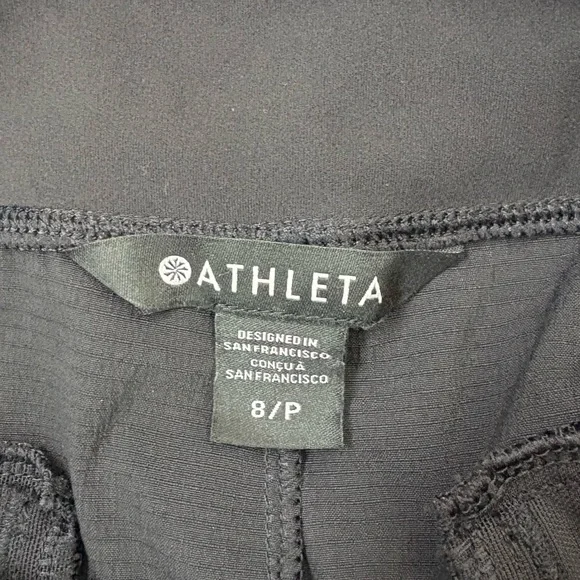 ATHLETA
DESIGNED IN
SAN FRANCISCO
CONÇU À
SAN FRANCISCO
8/P